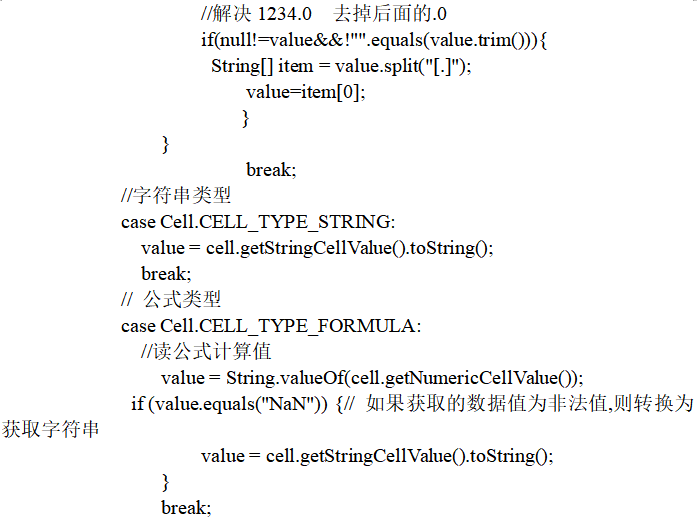 //解决 1234.0   去掉后面的.0
if(null!=value&&!"".equals(value.trim())){
String[] item = value.split("[.]");
value=item[0];
}
}
break;
//字符串类型
case Cell.CELL_TYPE_STRING:
value = cell.getStringCellValue().toString();
break;
// 公式类型
case Cell.CELL_TYPE_FORMULA:
//读公式计算值
value = String.valueOf(cell.getNumericCellValue());
if (value.equals("NaN")) {// 如果获取的数据值为非法值,则转换为
获取字符串
value = cell.getStringCellValue().toString();
}
break;